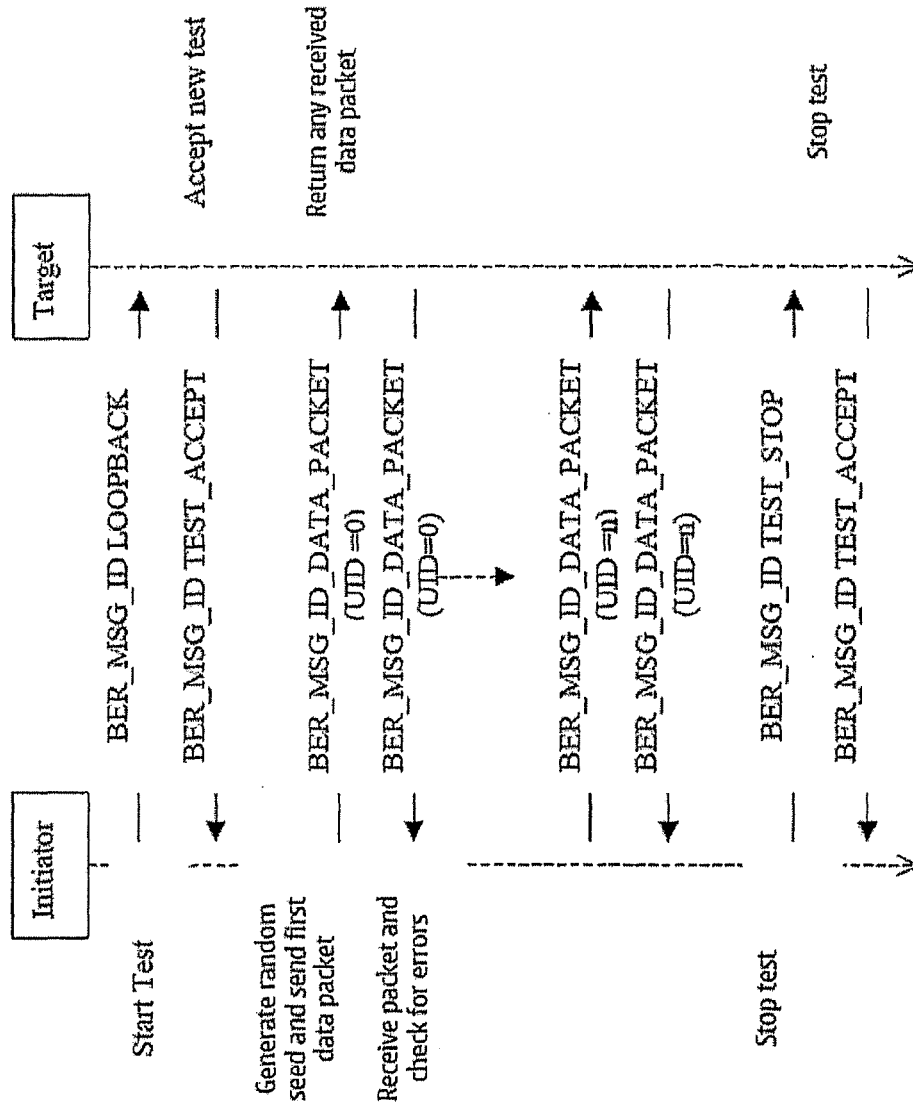 Initiator
Target
Start Test
BER_MSG_ID LOOPBACK
BER_MSG_ID TEST_ACCEPT
Accept new test
Generate random
seed and send first
data packet
BER_MSG_ID_DATA_PACKET
(UID =0)
Return any received
data packet
Receive packet and
check for errors
BER_MSG_ID_DATA_PACKET
(UID=0)
BER_MSG_ID_DATA_PACKET
(UID =n)
BER_MSG_ID_DATA_PACKET
(UID=n)
Stop test
BER_MSG_ID TEST_STOP
BER_MSG_ID TEST_ACCEPT
Stop test